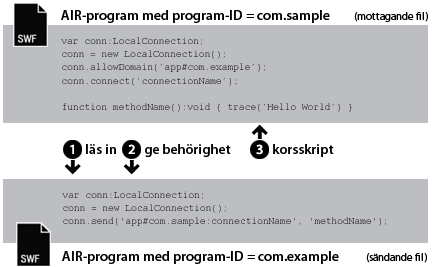 AIR-program med program-ID = com.sample (mottagande fil)
SWF
var conn:LocalConnection;
conn = new LocalConnection();
conn.allowDomain('app#com.example');
conn.connect('connectionName');
function methodName():void { trace('Hello World') }
1 läs in 2 ge behörighet 3 korsskript
var conn:LocalConnection;
conn = new LocalConnection();
conn.send('app#com.sample:connectionName', 'methodName');
SWF
AIR-program med program-ID = com.example (sändande fil)